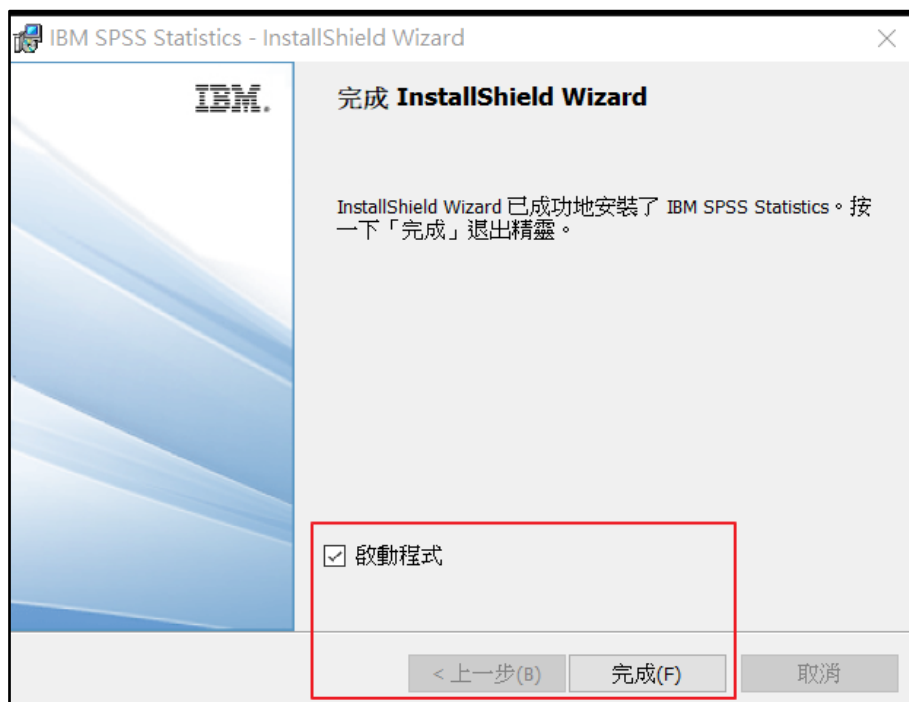 IBM SPSS Statistics - InstallShield Wizard
IBM.
完成 InstallShield Wizard
InstallShield Wizard 已成功地安裝了 IBM SPSS Statistics。按
一下「完成」退出精靈。
啟動程式
< 上一步(B)
完成(F)
取消